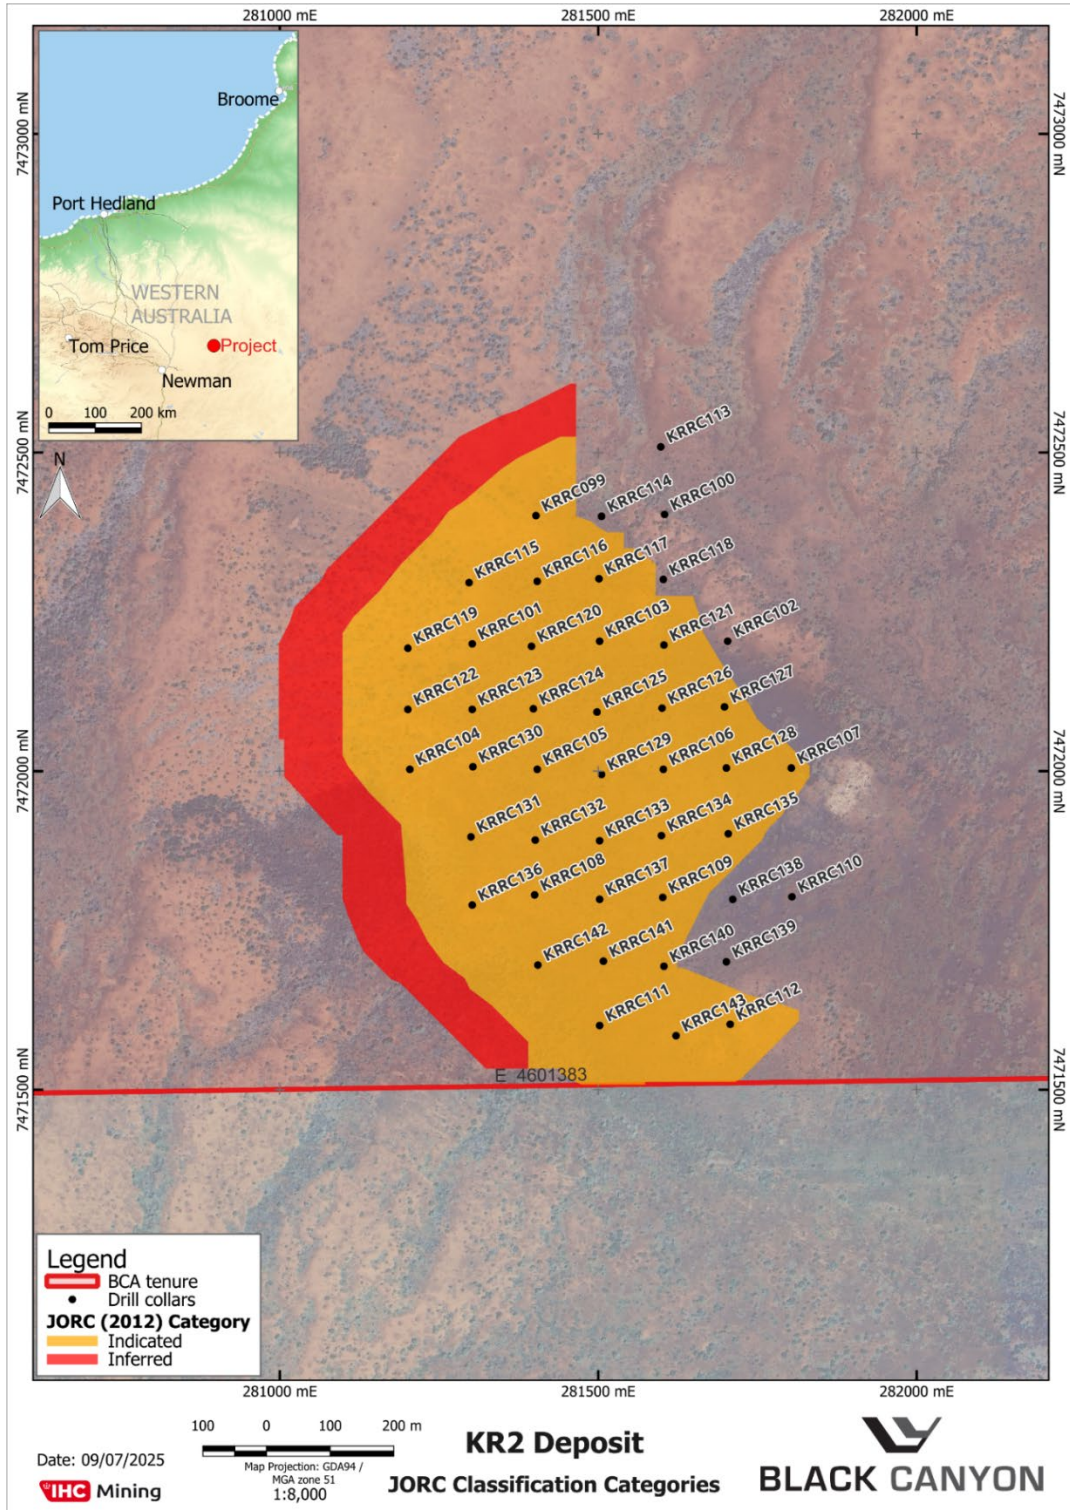 281000 mE
281500 mE
282000 mE
7473000 mN
7473000 mN
Broome
Port Hedland
WESTERN
AUSTRALIA
Tom Price
Project
Newman
0 100 200 km
N
7472500 mN
7472500 mN
KRRC113
KRRC099
KRRC114
KRRC100
KRRC115
KRRC116
KRRC117
KRRC118
KRRC119
KRRC101
KRRC120
KRRC103
KRRC121
KRRC102
KRRC122
KRRC123
KRRC124
KRRC125
KRRC126
KRRC127
7472000 mN
7472000 mN
KRRC104
KRRC130
KRRC105
KRRC129
KRRC106
KRRC128
KRRC107
KRRC131
KRRC132
KRRC133
KRRC134
KRRC135
KRRC136
KRRC108
KRRC137
KRRC109
KRRC138
KRRC110
KRRC142
KRRC141
KRRC140
KRRC139
KRRC111
KRRC143
KRRC112
E 4601383
7471500 mN
7471500 mN
Legend
BCA tenure
Drill collars
JORC (2012) Category
Indicated
Inferred
281000 mE
281500 mE
282000 mE
Date: 09/07/2025
IHC Mining
100 0 100 200 m
Map Projection: GDA94 /
MGA zone 51
1:8,000
KR2 Deposit
JORC Classification Categories
BLACK CANYON